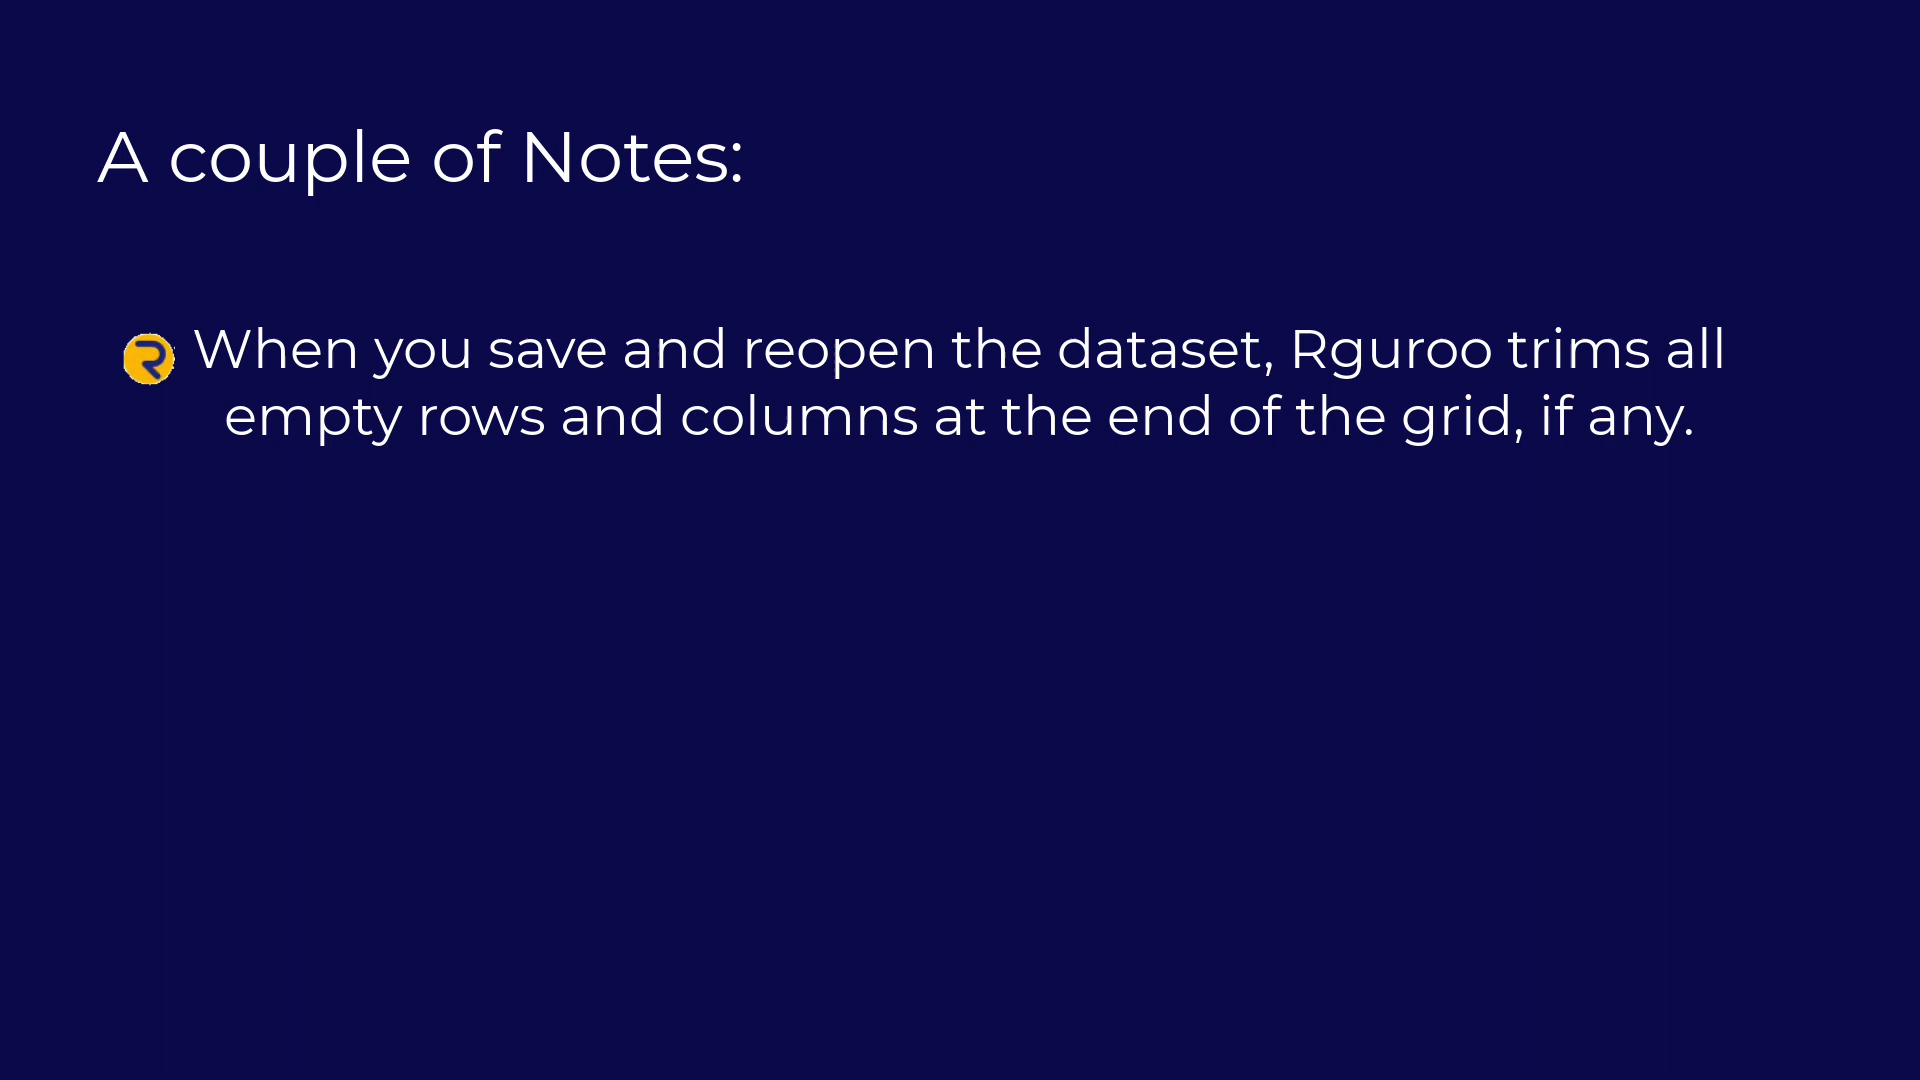 A couple of Notes:
When you save and reopen the dataset, Rguroo trims all
empty rows and columns at the end of the grid, if any.